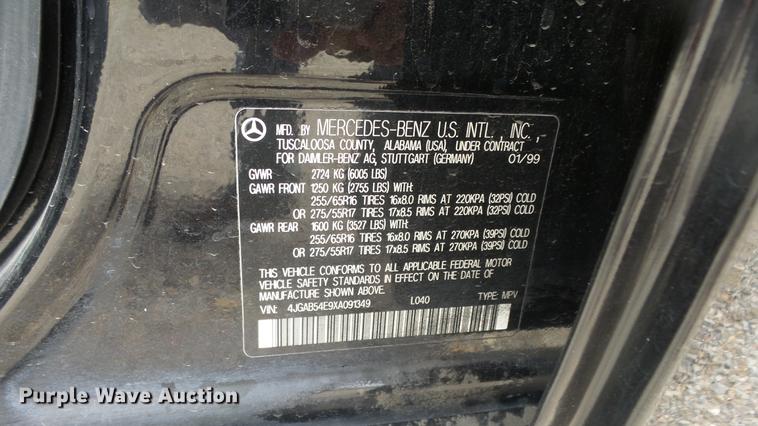 MFD. BY MERCEDES-BENZ U.S. INTL., INC.,
TUSCALOOSA COUNTY, ALABAMA (USA), UNDER CONTRACT
FOR DAIMLER-BENZ AG, STUTTGART (GERMANY) 01/99
GVWR 2724 KG (6005 LBS)
GAWR FRONT 1250 KG (2755 LBS) WITH:
255/65R16 TIRES 16x8.0 RIMS AT 220KPA (32PSI) COLD
OR 275/55R17 TIRES 17x8.5 RIMS AT 220KPA (32PSI) COLD
GAWR REAR 1600 KG (3527 LBS) WITH:
255/65R16 TIRES 16x8.0 RIMS AT 270KPA (39PSI) COLD
OR 275/55R17 TIRES 17x8.5 RIMS AT 270KPA (39PSI) COLD
THIS VEHICLE CONFORMS TO ALL APPLICABLE FEDERAL MOTOR
VEHICLE SAFETY STANDARDS IN EFFECT ON THE DATE OF
MANUFACTURE SHOWN ABOVE.
VIN: 4JGAB54E9XA091349 L040 TYPE: MPV
Purple Wave Auction